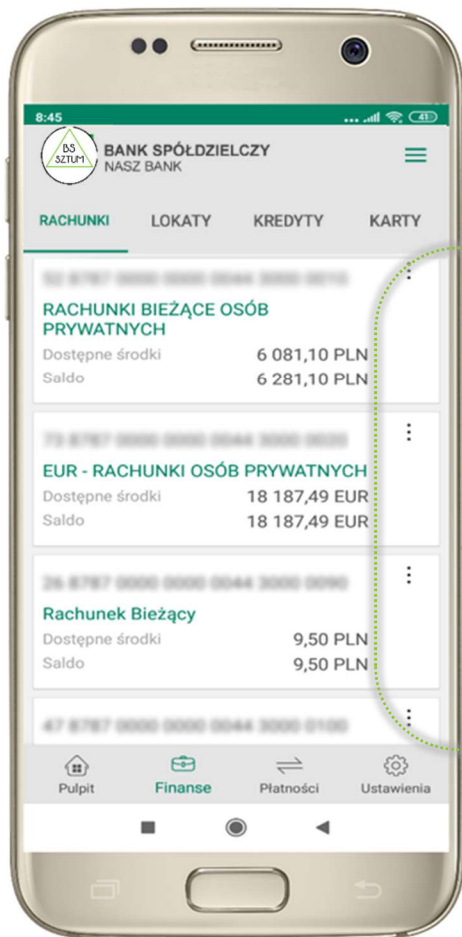 8:45
41
BS
SZTUM
BANK SPÓŁDZIELCZY
NASZ BANK
RACHUNKI LOKATY KREDYTY KARTY
RACHUNKI BIEŻĄCE OSÓB
PRYWATNYCH
Dostępne środki 6 081,10 PLN
Saldo 6 281,10 PLN
EUR - RACHUNKI OSÓB PRYWATNYCH
Dostępne środki 18 187,49 EUR
Saldo 18 187,49 EUR
Rachunek Bieżący
Dostępne środki 9,50 PLN
Saldo 9,50 PLN
Pulpit Finanse Płatności Ustawienia